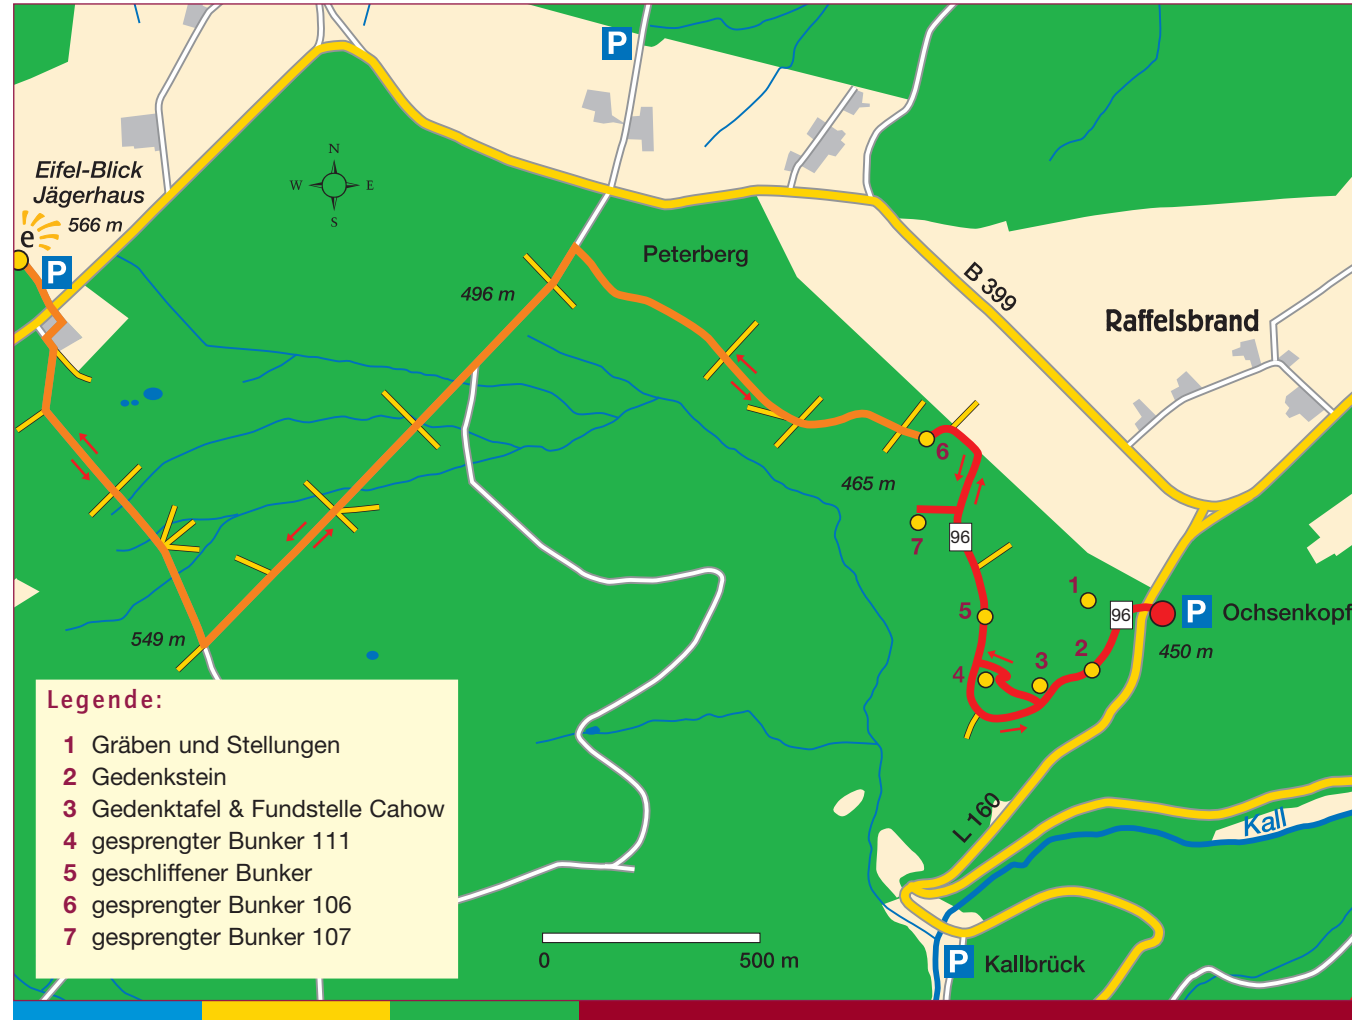 P
Eifel-Blick
Jägerhaus
566 m
e
P
N
W E
S
Peterberg
496 m
B 399
Raffelsbrand
465 m
6
7
96
5
1
96
P Ochsenkopf
450 m
2
3
4
549 m
L 160
Kall
Legende:
1 Gräben und Stellungen
2 Gedenkstein
3 Gedenktafel & Fundstelle Cahow
4 gesprengter Bunker 111
5 geschliffener Bunker
6 gesprengter Bunker 106
7 gesprengter Bunker 107
0 500 m
P Kallbrück